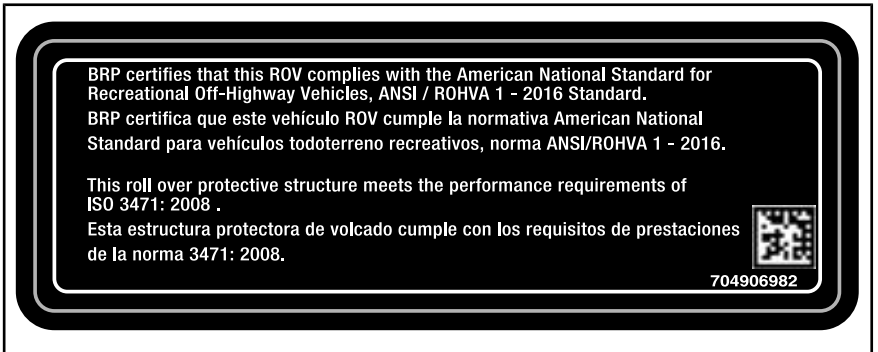 BRP certifies that this ROV complies with the American National Standard for
Recreational Off-Highway Vehicles, ANSI / ROHVA 1 - 2016 Standard.
BRP certifica que este vehículo ROV cumple la normativa American National
Standard para vehículos todoterreno recreativos, norma ANSI/ROHVA 1 - 2016.
This roll over protective structure meets the performance requirements of
ISO 3471: 2008 .
Esta estructura protectora de volcado cumple con los requisitos de prestaciones
de la norma 3471: 2008.
704906982